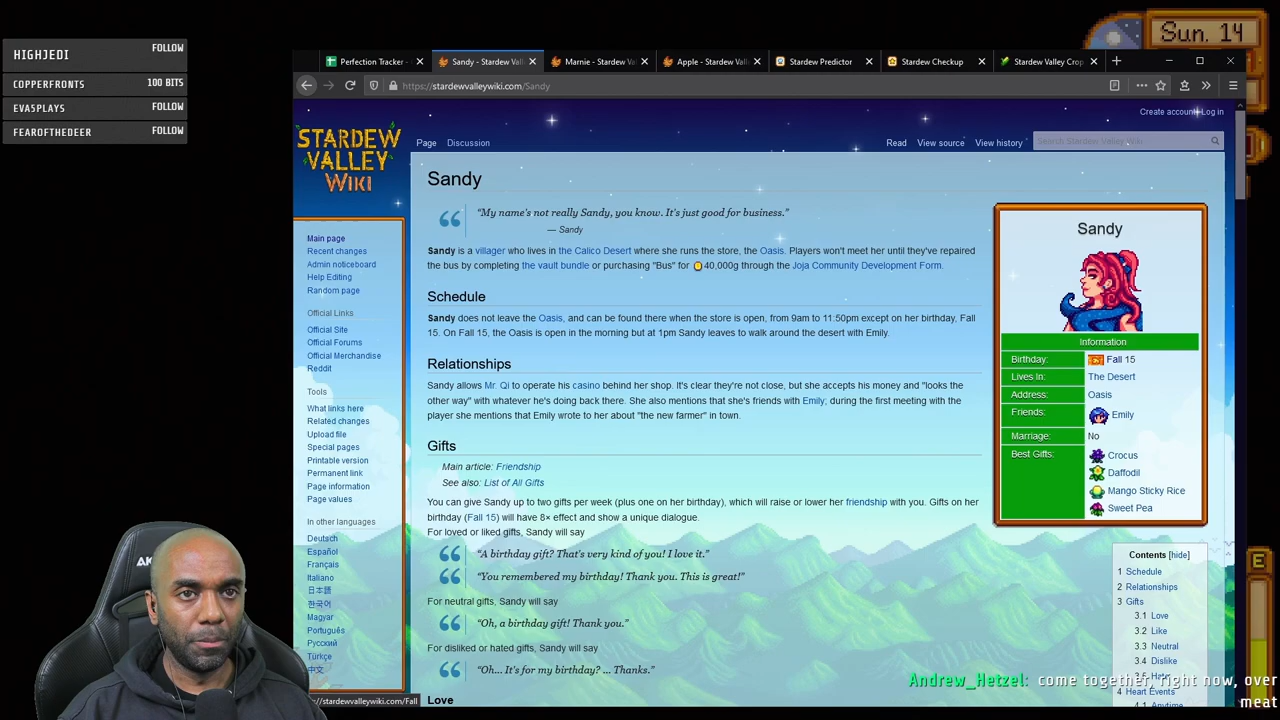 HIGHJEDI FOLLOW
COPPERFRONTS 100 BITS
EVA5PLAYS FOLLOW
FEAROFTHEDEER FOLLOW
Sun. 14
Perfection Tracker -
Sandy - Stardew Vall
Marnie - Stardew Va
Apple - Stardew Vall
Stardew Predictor
Stardew Checkup
Stardew Valley Crop
https://stardewvalleywiki.com/Sandy
Create account Log in
STARDEW
VALLEY
WIKI
Page Discussion
Read View source View history
Search Stardew Valley Wiki
Main page
Recent changes
Admin noticeboard
Help Editing
Random page
Official Links
Official Site
Official Forums
Official Merchandise
Reddit
Tools
What links here
Related changes
Upload file
Special pages
Printable version
Permanent link
Page information
Page values
In other languages
Deutsch
Español
Français
Italiano
日本語
한국어
Magyar
Português
Русский
Türkçe
中文
Sandy
“My name's not really Sandy, you know. It's just good for business.”
— Sandy
Sandy is a villager who lives in the Calico Desert where she runs the store, the Oasis. Players won't meet her until they've repaired
the bus by completing the vault bundle or purchasing "Bus" for 40,000g through the Joja Community Development Form.
Schedule
Sandy does not leave the Oasis, and can be found there when the store is open, from 9am to 11:50pm except on her birthday, Fall
15. On Fall 15, the Oasis is open in the morning but at 1pm Sandy leaves to walk around the desert with Emily.
Relationships
Sandy allows Mr. Qi to operate his casino behind her shop. It's clear they're not close, but she accepts his money and "looks the
other way" with whatever he's doing back there. She also mentions that she's friends with Emily; during the first meeting with the
player she mentions that Emily wrote to her about "the new farmer" in town.
Gifts
Main article: Friendship
See also: List of All Gifts
You can give Sandy up to two gifts per week (plus one on her birthday), which will raise or lower her friendship with you. Gifts on her
birthday (Fall 15) will have 8× effect and show a unique dialogue.
For loved or liked gifts, Sandy will say
“A birthday gift? That's very kind of you! I love it.”
“You remembered my birthday! Thank you. This is great!”
For neutral gifts, Sandy will say
“Oh, a birthday gift! Thank you.”
For disliked or hated gifts, Sandy will say
“Oh... It's for my birthday? ... Thanks.”
Love
Sandy
Information
Birthday: Fall 15
Lives In: The Desert
Address: Oasis
Friends: Emily
Marriage: No
Best Gifts: Crocus
Daffodil
Mango Sticky Rice
Sweet Pea
Contents [hide]
1 Schedule
2 Relationships
3 Gifts
3.1 Love
3.2 Like
3.3 Neutral
3.4 Dislike
4 Heart Events
E
AK
stardewvalleywiki.com/Fall
Andrew_Hetzel: come together, right now, over
meat